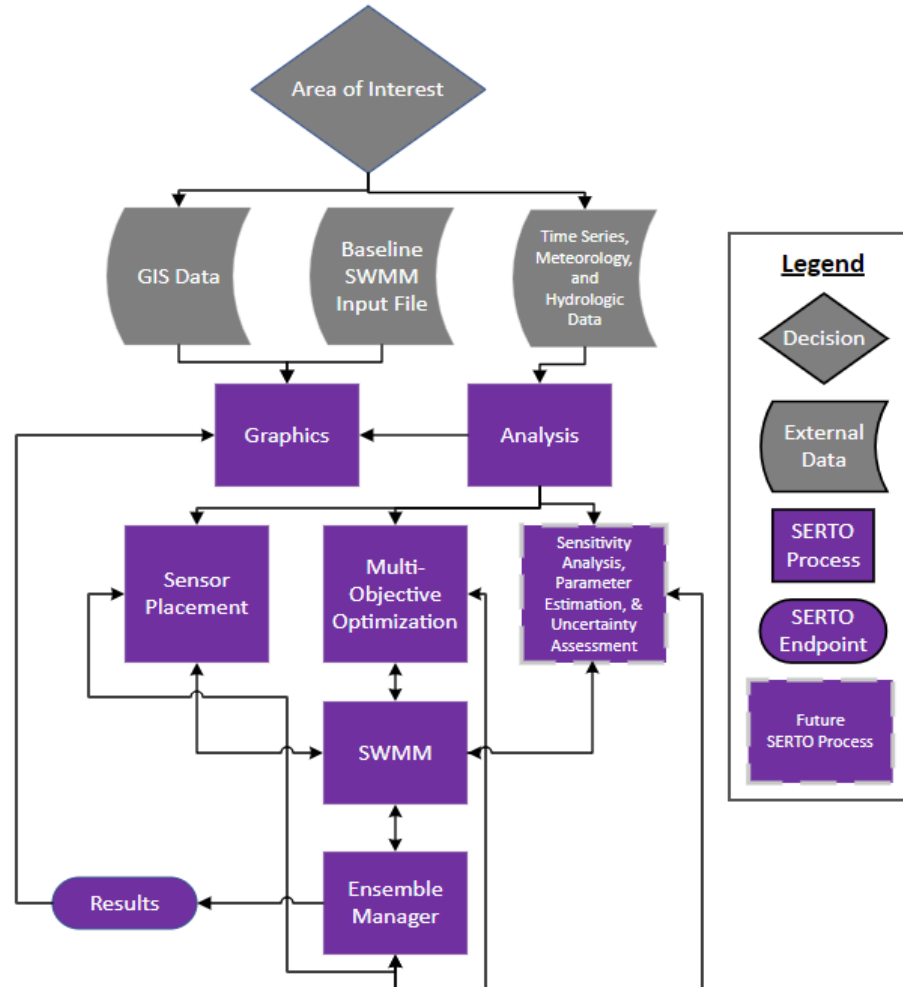 Area of Interest
GIS Data
Baseline
SWMM
Input File
Time Series,
Meteorology,
and
Hydrologic
Data
Graphics
Analysis
Sensor
Placement
Multi-
Objective
Optimization
Sensitivity
Analysis,
Parameter
Estimation, &
Uncertainty
Assessment
SWMM
Ensemble
Manager
Results
Legend
Decision
External
Data
SERTO
Process
SERTO
Endpoint
Future
SERTO Process